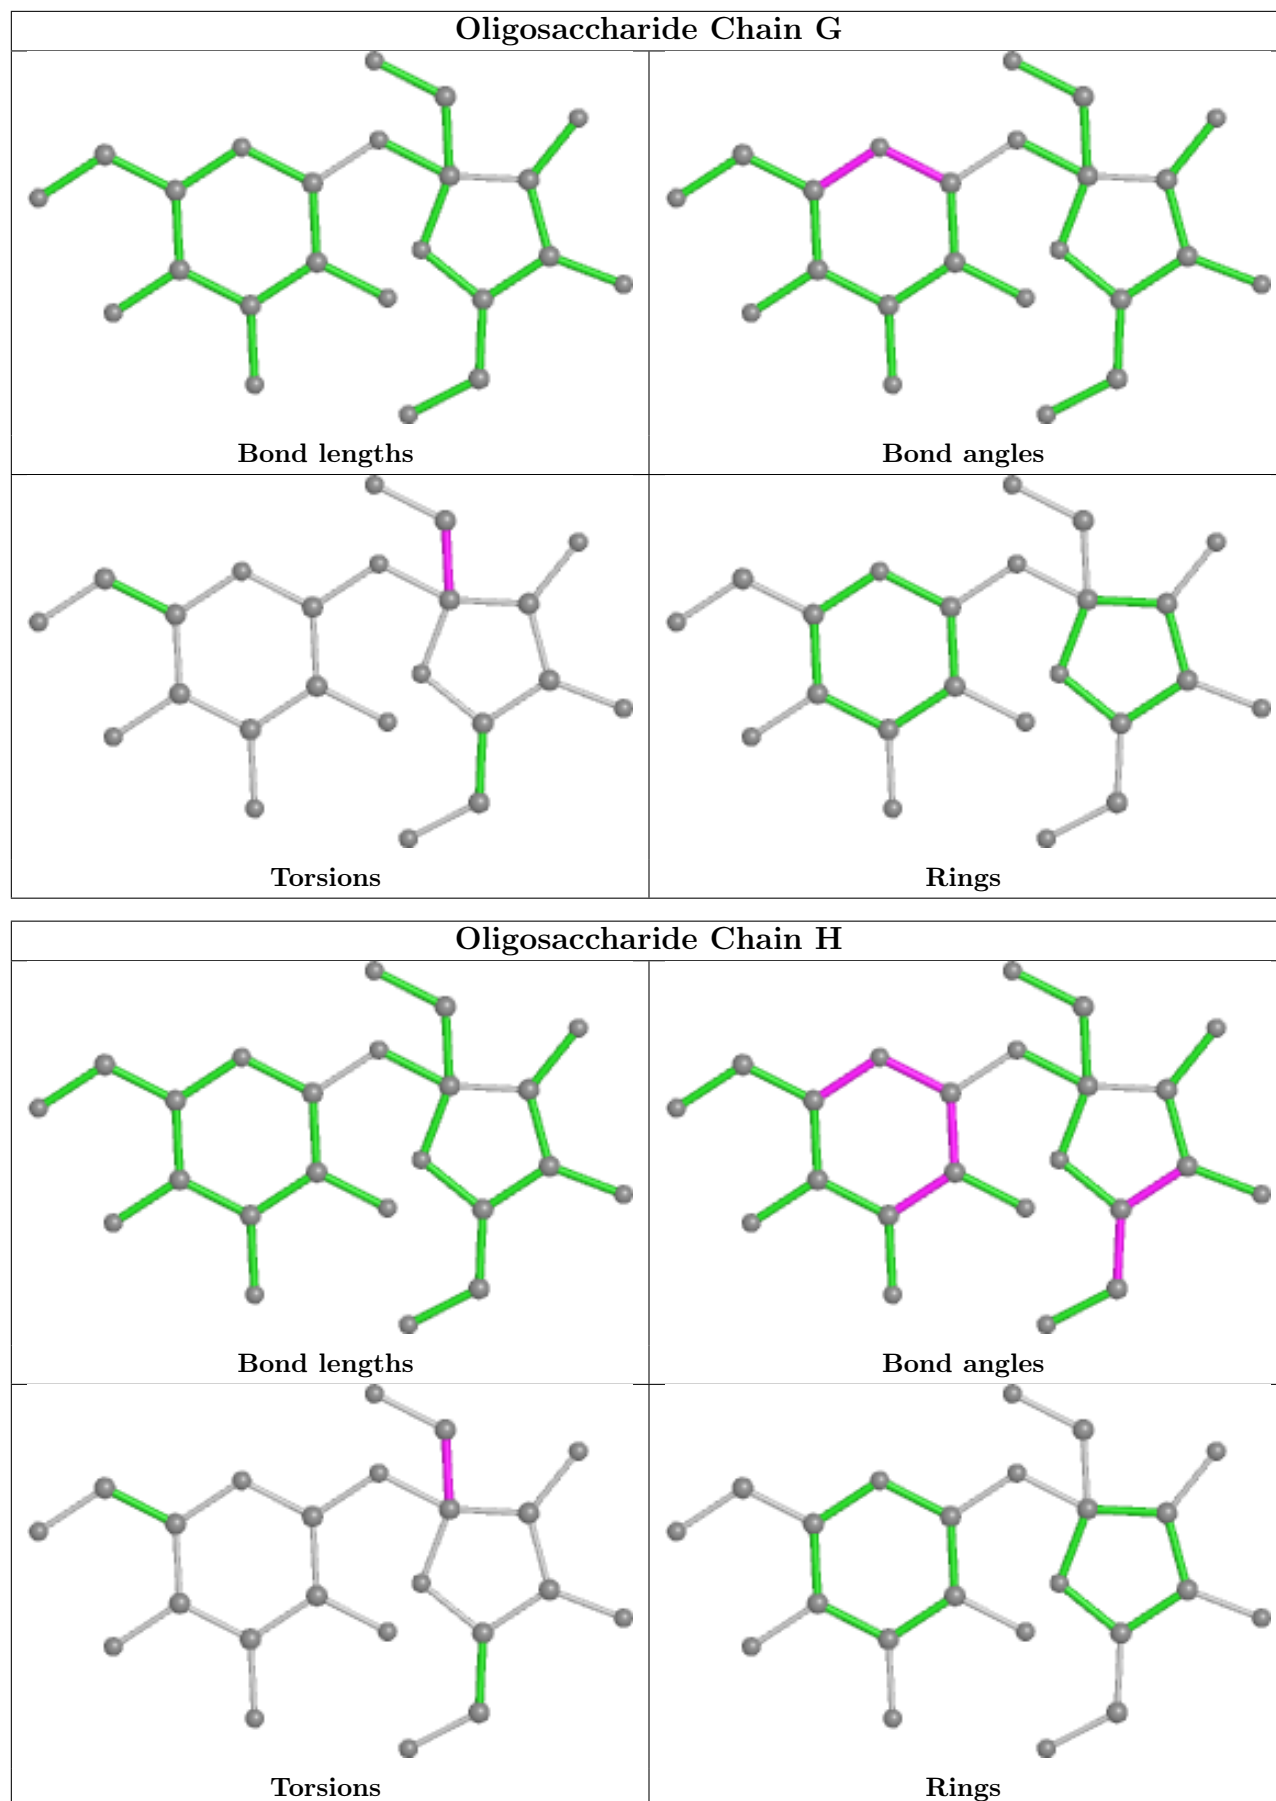 Oligosaccharide Chain G
Bond lengths
Bond angles
Torsions
Rings
Oligosaccharide Chain H
Bond lengths
Bond angles
Torsions
Rings